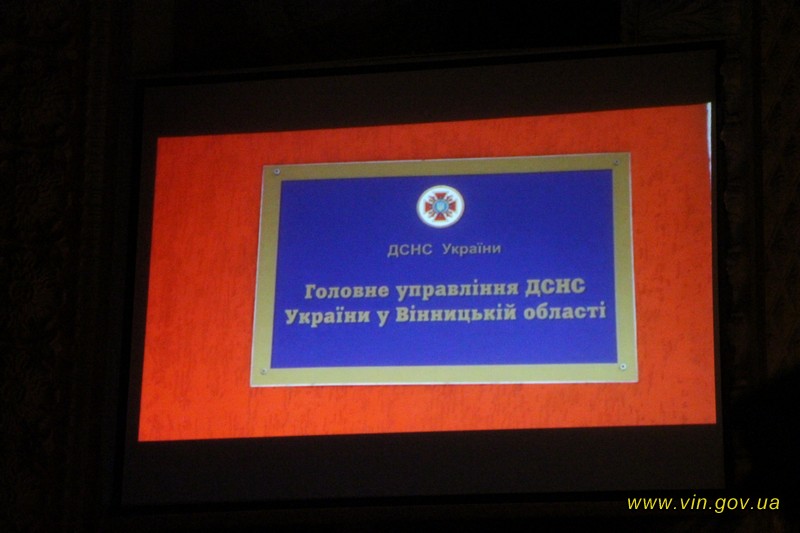 ДСНС України
Головне управління ДСНС
України у Вінницькій області
www.vin.gov.ua